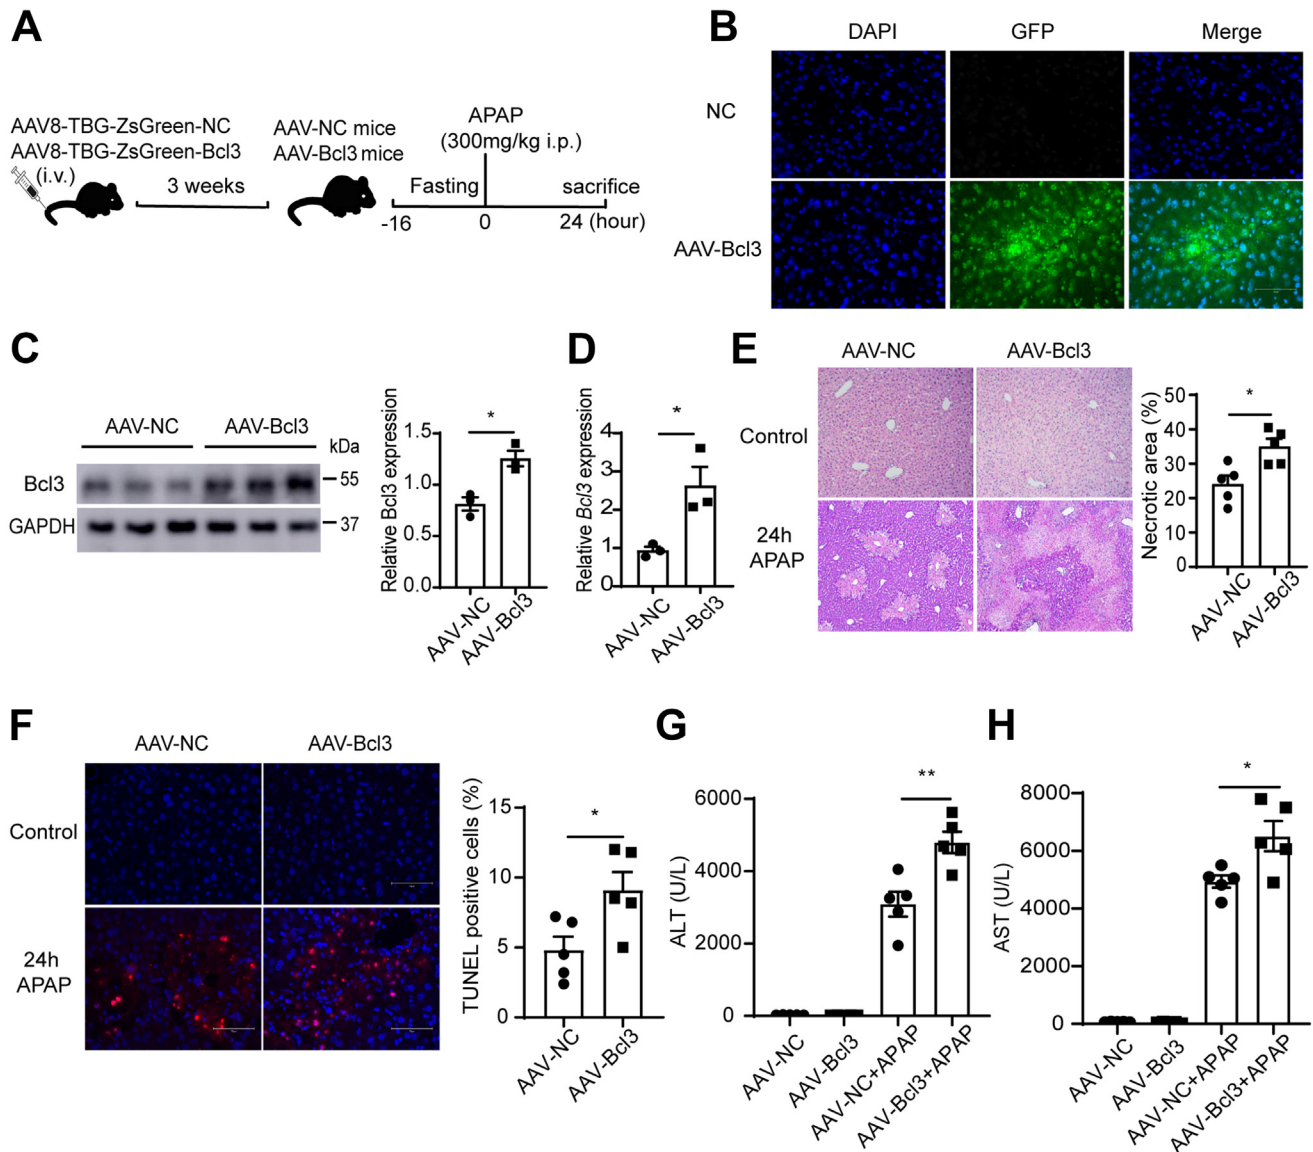 A
AAV8-TBG-ZsGreen-NC
AAV8-TBG-ZsGreen-Bcl3
(i.v.)
3 weeks
AAV-NC mice
AAV-Bcl3 mice
APAP
(300mg/kg i.p.)
Fasting
sacrifice
-16
0
24 (hour)
B
DAPI
GFP
Merge
NC
AAV-Bcl3
C
AAV-NC
AAV-Bcl3
kDa
Bcl3
55
GAPDH
37
Relative Bcl3 expression
1.5
1.0
0.5
0.0
*
AAV-NC
AAV-Bcl3
D
Relative Bcl3 expression
4
3
2
1
0
*
AAV-NC
AAV-Bcl3
E
AAV-NC
AAV-Bcl3
Control
24h
APAP
Necrotic area (%)
50
40
30
20
10
0
*
AAV-NC
AAV-Bcl3
F
AAV-NC
AAV-Bcl3
Control
24h
APAP
TUNEL positive cells (%)
15
10
5
0
*
AAV-NC
AAV-Bcl3
G
ALT (U/L)
6000
4000
2000
0
**
AAV-NC
AAV-Bcl3
AAV-NC+APAP
AAV-Bcl3+APAP
H
AST (U/L)
8000
6000
4000
2000
0
*
AAV-NC
AAV-Bcl3
AAV-NC+APAP
AAV-Bcl3+APAP